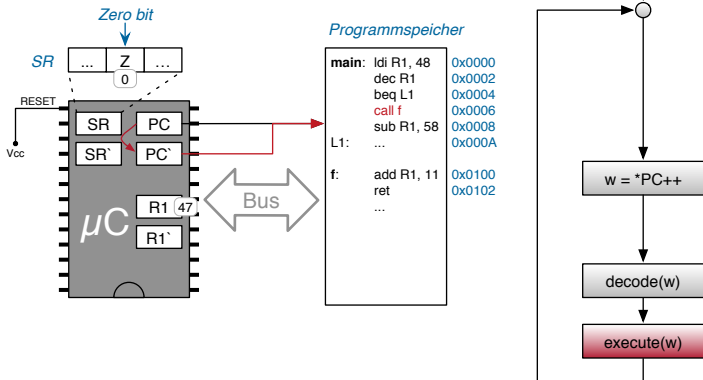 Zero bit
SR
... Z ...
0
RESET
Vcc
SR PC
SR` PC`
R1 47
R1`
µC
Bus
Programmspeicher
main: ldi R1, 48 0x0000
dec R1 0x0002
beq L1 0x0004
call f 0x0006
sub R1, 58 0x0008
L1: ... 0x000A
f: add R1, 11 0x0100
ret 0x0102
...
w = *PC++
decode(w)
execute(w)